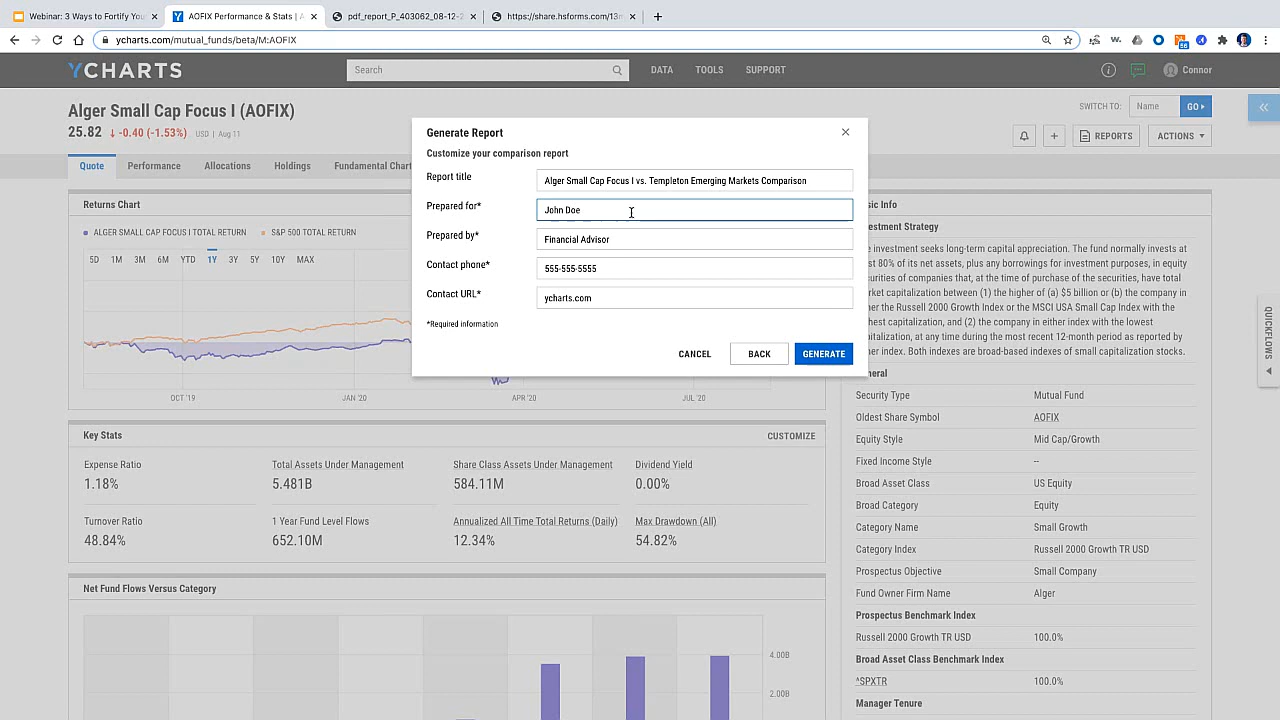 Webinar: 3 Ways to Fortify You
AOFIX Performance & Stats | A
pdf_report_P_403062_08-12-2
https://share.hsforms.com/13m
ycharts.com/mutual_funds/beta/M:AOFIX
YCHARTS
Search
DATA
TOOLS
SUPPORT
Connor
Alger Small Cap Focus I (AOFIX)
25.82 ↓ -0.40 (-1.53%) USD | Aug 11
SWITCH TO:
Name
GO
REPORTS
ACTIONS
Quote
Performance
Allocations
Holdings
Fundamental Chart
Generate Report
Customize your comparison report
Report title
Alger Small Cap Focus I vs. Templeton Emerging Markets Comparison
Prepared for*
John Doe
Prepared by*
Financial Advisor
Contact phone*
555-555-5555
Contact URL*
ycharts.com
*Required information
CANCEL
BACK
GENERATE
Returns Chart
ALGER SMALL CAP FOCUS I TOTAL RETURN
S&P 500 TOTAL RETURN
5D 1M 3M 6M YTD 1Y 3Y 5Y 10Y MAX
OCT '19
JAN '20
APR '20
JUL '20
Key Stats
CUSTOMIZE
Expense Ratio
1.18%
Total Assets Under Management
5.481B
Share Class Assets Under Management
584.11M
Dividend Yield
0.00%
Turnover Ratio
48.84%
1 Year Fund Level Flows
652.10M
Annualized All Time Total Returns (Daily)
12.34%
Max Drawdown (All)
54.82%
Net Fund Flows Versus Category
4.00B
2.00B
sic Info
estment Strategy
e investment seeks long-term capital appreciation. The fund normally invests at
st 80% of its net assets, plus any borrowings for investment purposes, in equity
urities of companies that, at the time of purchase of the securities, have total
rket capitalization between (1) the higher of (a) $5 billion or (b) the company in
er the Russell 2000 Growth Index or the MSCI USA Small Cap Index with the
hest capitalization, and (2) the company in either index with the lowest
italization, at any time during the most recent 12-month period as reported by
er index. Both indexes are broad-based indexes of small capitalization stocks.
neral
Security Type
Mutual Fund
Oldest Share Symbol
AOFIX
Equity Style
Mid Cap/Growth
Fixed Income Style
--
Broad Asset Class
US Equity
Broad Category
Equity
Category Name
Small Growth
Category Index
Russell 2000 Growth TR USD
Prospectus Objective
Small Company
Fund Owner Firm Name
Alger
Prospectus Benchmark Index
Russell 2000 Growth TR USD
100.0%
Broad Asset Class Benchmark Index
^SPXTR
100.0%
Manager Tenure
QUICKFLOWS